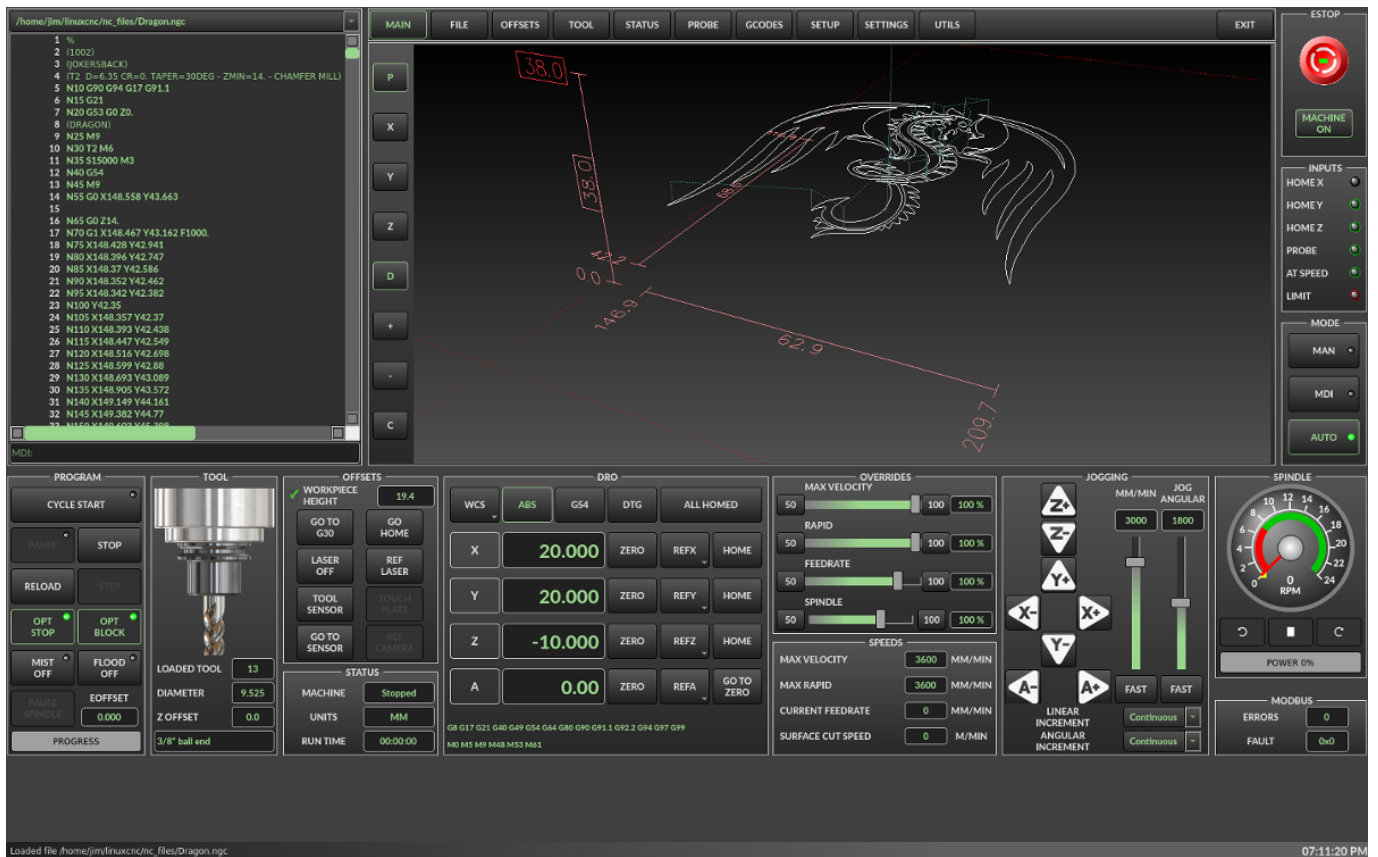 /home/jim/linuxcnc/nc_files/Dragon.ngc
1 %
2 (1002)
3 (JOKERSBACK)
4 (T2 D=6.35 CR=0. TAPER=30DEG - ZMIN=14. - CHAMFER MILL)
5 N10 G90 G94 G17 G91.1
6 N15 G21
7 N20 G53 G0 Z0.
8 (DRAGON)
9 N25 M9
10 N30 T2 M6
11 N35 S15000 M3
12 N40 G54
13 N45 M9
14 N55 G0 X148.558 Y43.663
15
16 N65 G0 Z14.
17 N70 G1 X148.467 Y43.162 F1000.
18 N75 X148.428 Y42.941
19 N80 X148.396 Y42.747
20 N85 X148.37 Y42.586
21 N90 X148.352 Y42.462
22 N95 X148.342 Y42.382
23 N100 Y42.35
24 N105 X148.357 Y42.37
25 N110 X148.393 Y42.438
26 N115 X148.447 Y42.549
27 N120 X148.516 Y42.698
28 N125 X148.599 Y42.88
29 N130 X148.693 Y43.089
30 N135 X148.905 Y43.572
31 N140 X149.149 Y44.161
32 N145 X149.382 Y44.77
MDI:
MAIN FILE OFFSETS TOOL STATUS PROBE GCODES SETUP SETTINGS UTILS EXIT
P
X
Y
Z
D
+
-
C
38.0
38.0
42.2
0.0
146.9
62.9
209.7
ESTOP
MACHINE
ON
INPUTS
HOME X
HOME Y
HOME Z
PROBE
AT SPEED
LIMIT
MODE
MAN
MDI
AUTO
PROGRAM
CYCLE START
PAUSE STOP
RELOAD STEP
OPT
STOP
OPT
BLOCK
MIST
OFF
FLOOD
OFF
PAUSE
SPINDLE
EOFFSET
0.000
PROGRESS
TOOL
LOADED TOOL 13
DIAMETER 9.525
Z OFFSET 0.0
3/8" ball end
OFFSETS
WORKPIECE
HEIGHT
19.4
GO TO
G30
GO
HOME
LASER
OFF
REF
LASER
TOOL
SENSOR
TOUCH
PLATE
GO TO
SENSOR
REF
CAMERA
STATUS
MACHINE Stopped
UNITS MM
RUN TIME 00:00:00
DRO
WCS ABS G54 DTG ALL HOMED
X 20.000 ZERO REFX HOME
Y 20.000 ZERO REFY HOME
Z -10.000 ZERO REFZ HOME
A 0.00 ZERO REFA GO TO
ZERO
G8 G17 G21 G40 G49 G54 G64 G80 G90 G91.1 G92.2 G94 G97 G99
M0 M5 M9 M48 M53 M61
OVERRIDES
MAX VELOCITY
50 100 100 %
RAPID
50 100 100 %
FEEDRATE
50 100 100 %
SPINDLE
50 100 100 %
SPEEDS
MAX VELOCITY 3600 MM/MIN
MAX RAPID 3600 MM/MIN
CURRENT FEEDRATE 0 MM/MIN
SURFACE CUT SPEED 0 M/MIN
JOGGING
MM/MIN
JOG
ANGULAR
3000 1800
Z+
Z-
Y+
X- X+
Y-
A- A+
FAST FAST
LINEAR
INCREMENT
Continuous
ANGULAR
INCREMENT
Continuous
SPINDLE
0 2 4 6 8 10 12 14 16 18 20 22 24
0
RPM
POWER 0%
MODBUS
ERRORS 0
FAULT 0x0
Loaded file /home/jim/linuxcnc/nc_files/Dragon.ngc
07:11:20 PM